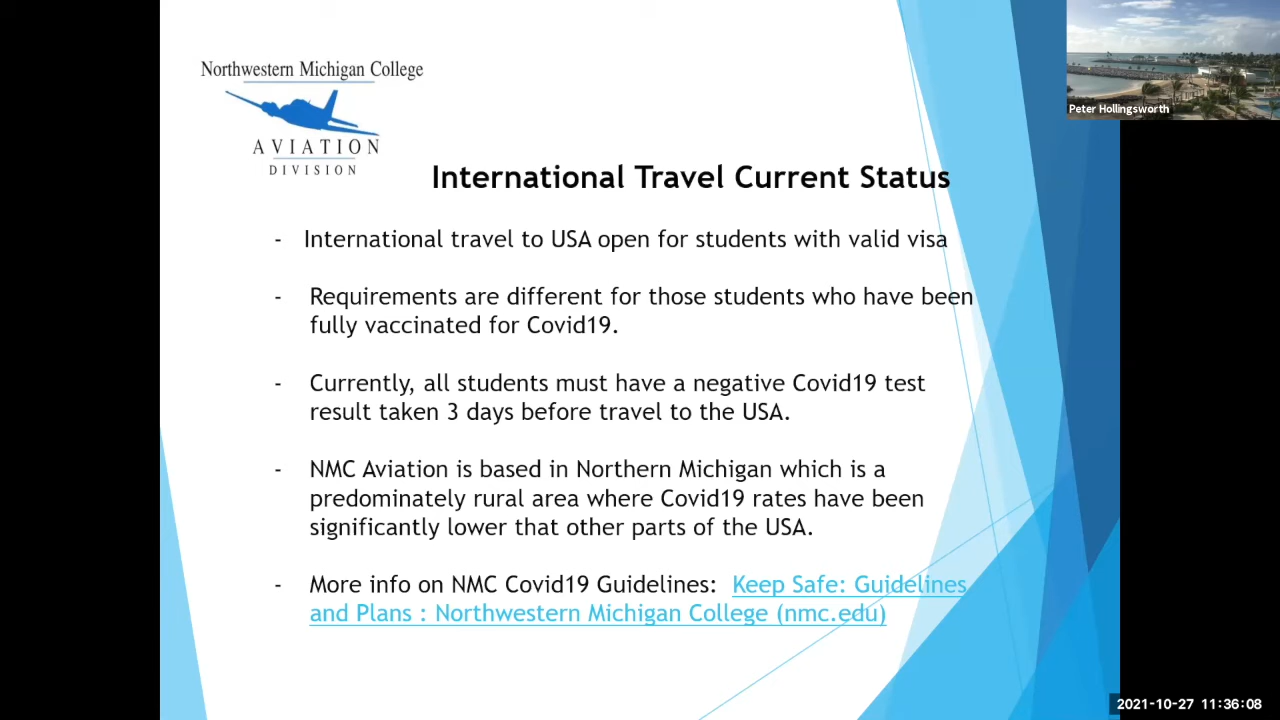 Northwestern Michigan College
AVIATION
DIVISION
Peter Hollingsworth
International Travel Current Status
- International travel to USA open for students with valid visa
- Requirements are different for those students who have been
fully vaccinated for Covid19.
- Currently, all students must have a negative Covid19 test
result taken 3 days before travel to the USA.
- NMC Aviation is based in Northern Michigan which is a
predominately rural area where Covid19 rates have been
significantly lower that other parts of the USA.
- More info on NMC Covid19 Guidelines: Keep Safe: Guidelines
and Plans : Northwestern Michigan College (nmc.edu)
2021-10-27 11:36:08